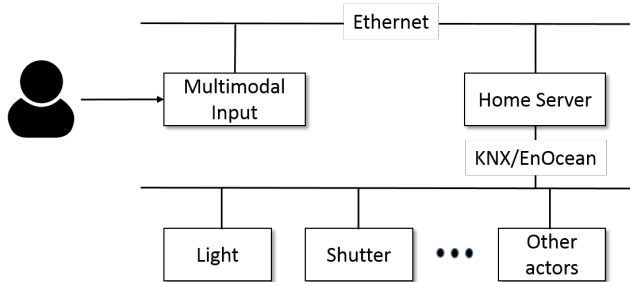 Ethernet
Multimodal
Input
Home Server
KNX/EnOcean
Light
Shutter
Other
actors